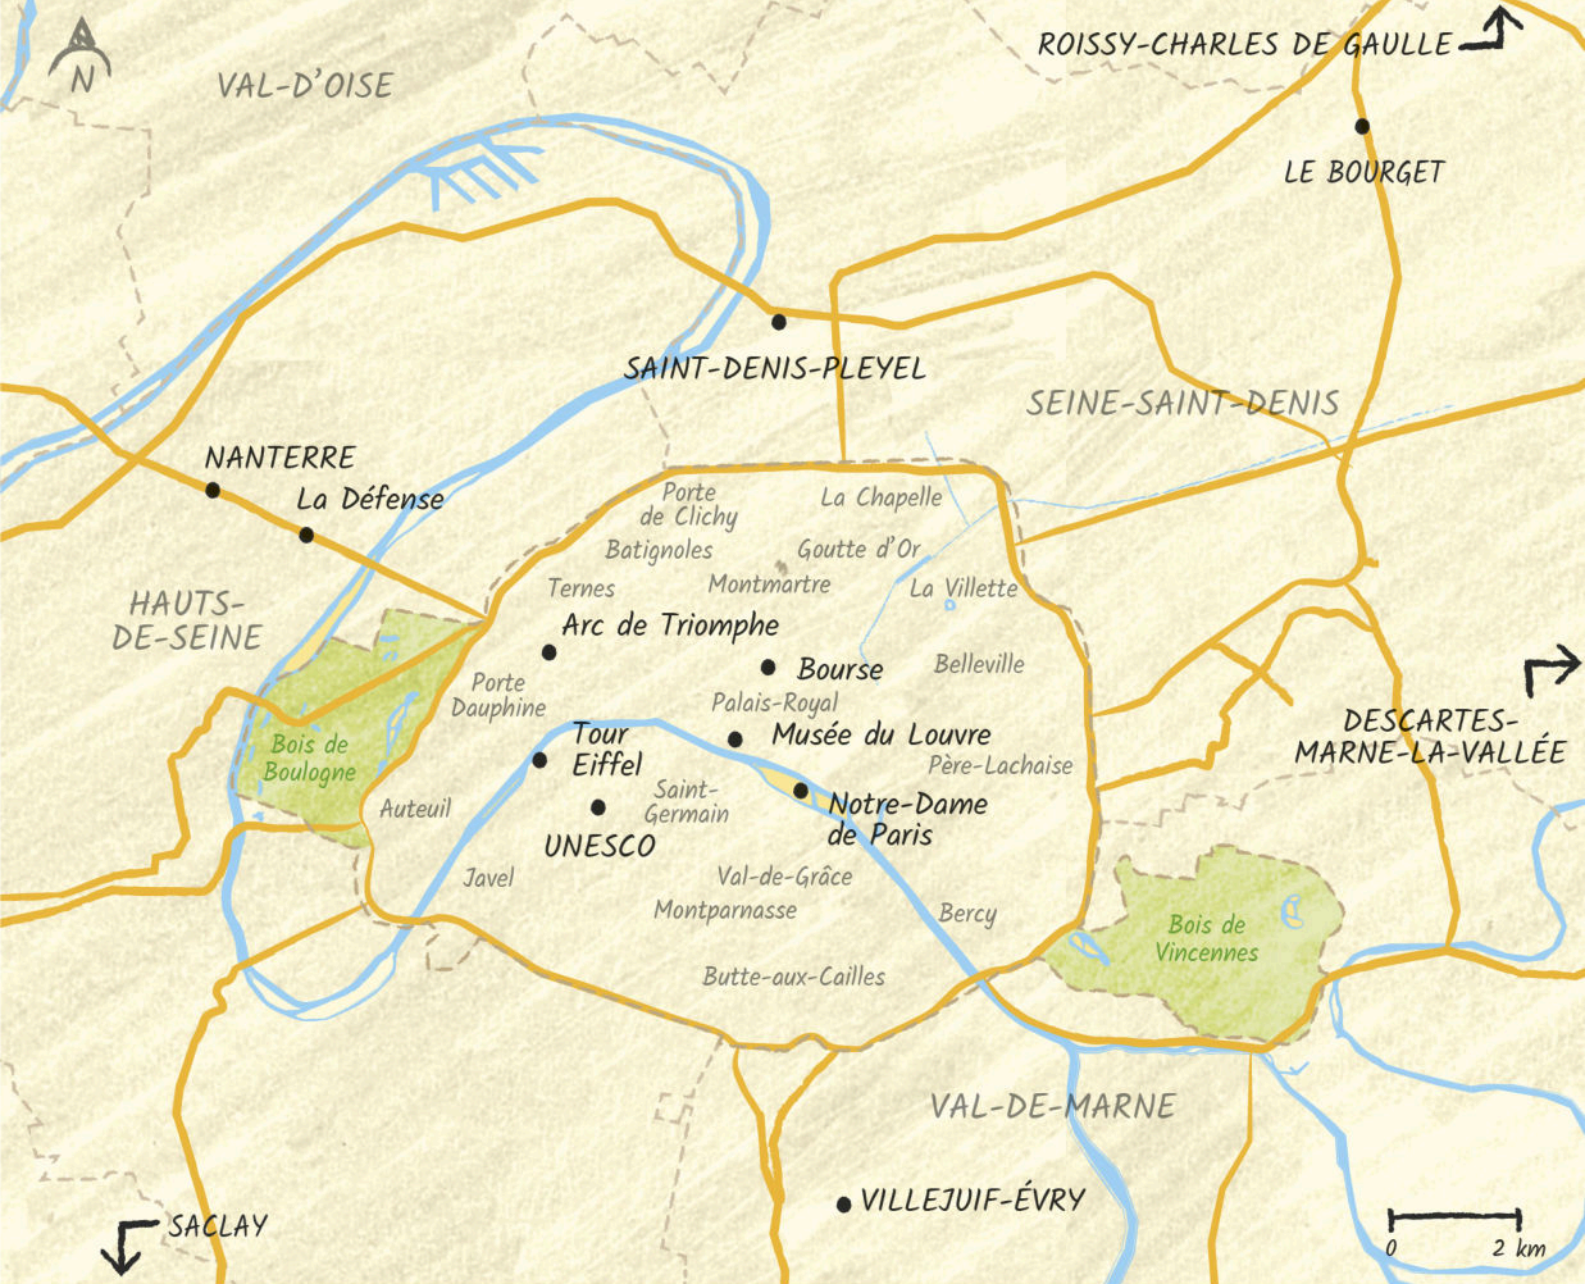 ROISSY-CHARLES DE GAULLE
N
VAL-D'OISE
LE BOURGET
SAINT-DENIS-PLEYEL
SEINE-SAINT-DENIS
NANTERRE
La Défense
Porte
de Clichy
La Chapelle
Batignoles
Goutte d'Or
Ternes
Montmartre
La Villette
HAUTS-
DE-SEINE
Arc de Triomphe
Bourse
Belleville
Porte
Dauphine
Palais-Royal
Tour
Eiffel
Musée du Louvre
DESCARTES-
MARNE-LA-VALLÉE
Bois de
Boulogne
Père-Lachaise
Auteuil
Saint-
Germain
Notre-Dame
de Paris
UNESCO
Javel
Val-de-Grâce
Montparnasse
Bercy
Bois de
Vincennes
Butte-aux-Cailles
VAL-DE-MARNE
VILLEJUIF-ÉVRY
SACLAY
0 2 km